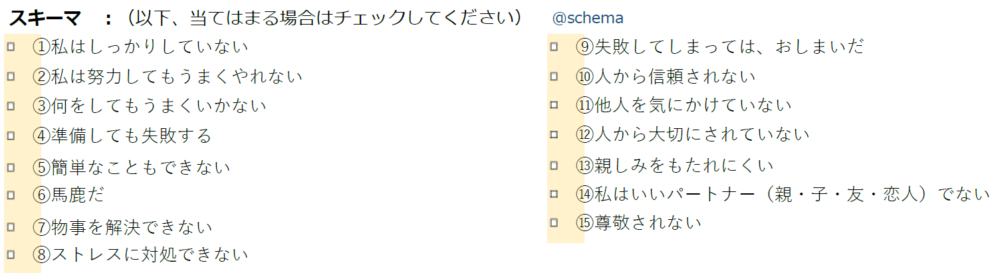 スキーマ　：（以下、当てはまる場合はチェックしてください） @schema
①私はしっかりしていない
②私は努力してもうまくやれない
③何をしてもうまくいかない
④準備しても失敗する
⑤簡単なこともできない
⑥馬鹿だ
⑦物事を解決できない
⑧ストレスに対処できない
⑨失敗してしまっては、おしまいだ
⑩人から信頼されない
⑪他人を気にかけていない
⑫人から大切にされていない
⑬親しみをもたれにくい
⑭私はいいパートナー（親・子・友・恋人）でない
⑮尊敬されない